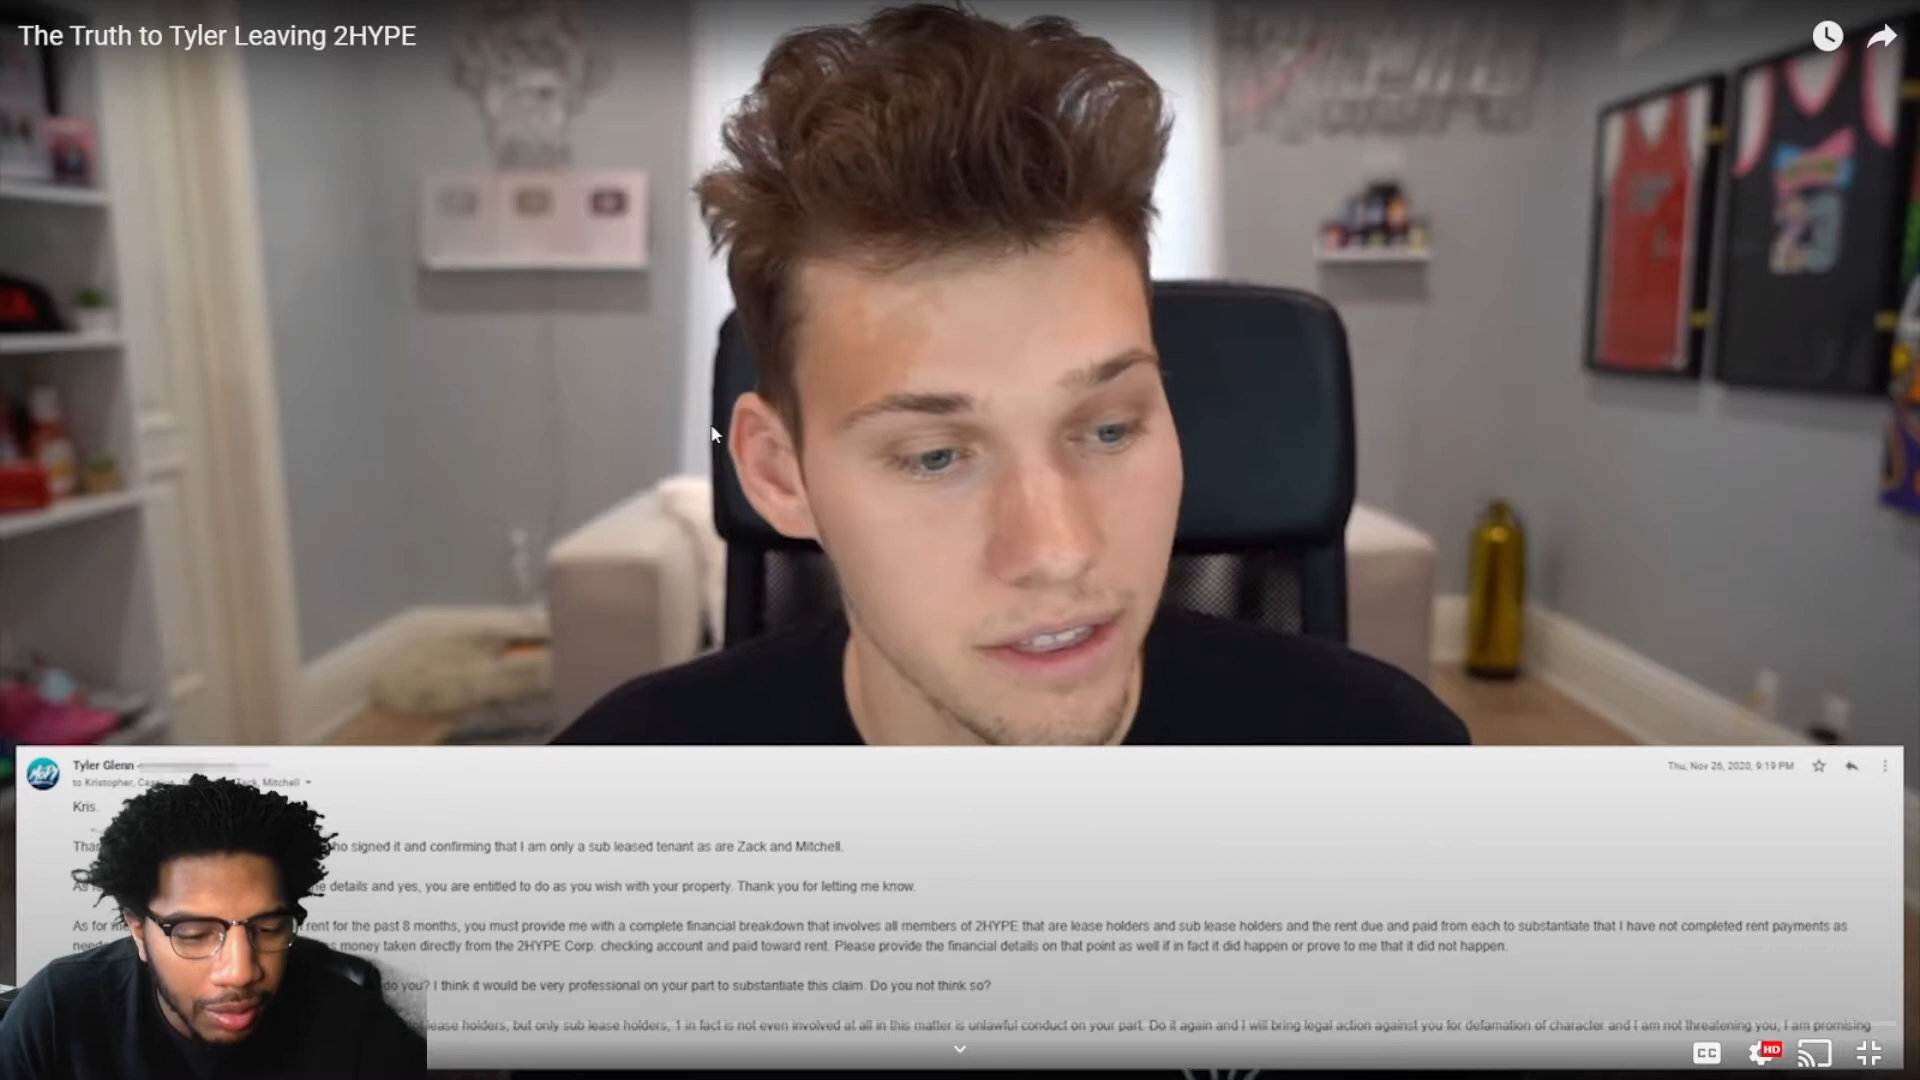 The Truth to Tyler Leaving 2HYPE
Tyler Glenn
to Kristopher, Zack, Mitchell
Thu, Nov 26, 2020, 9:19 PM
Kris.
signed it and confirming that I am only a sub leased tenant as are Zack and Mitchell.
details and yes, you are entitled to do as you wish with your property. Thank you for letting me know.
As for rent for the past 8 months, you must provide me with a complete financial breakdown that involves all members of 2HYPE that are lease holders and sub lease holders and the rent due and paid from each to substantiate that I have not completed rent payments as
money taken directly from the 2HYPE Corp. checking account and paid toward rent. Please provide the financial details on that point as well if in fact it did happen or prove to me that it did not happen.
do you? I think it would be very professional on your part to substantiate this claim. Do you not think so?
lease holders, but only sub lease holders, 1 in fact is not even involved at all in this matter is unlawful conduct on your part. Do it again and I will bring legal action against you for defamation of character and I am not threatening you, I am promising
CC
HD